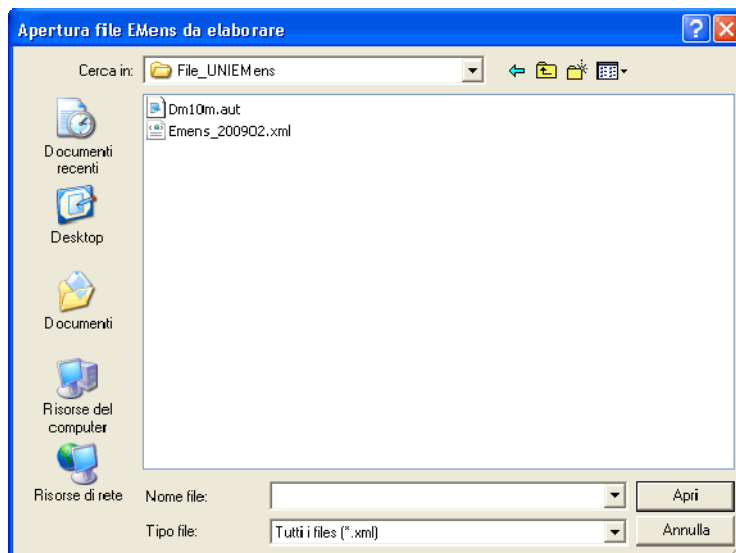 Apertura file EMens da elaborare
Cerca in: File_UNIEMens
Dm10m.aut
Emens_200902.xml
Documenti
recenti
Desktop
Documenti
Risorse del
computer
Risorse di rete
Nome file: Apri
Tipo file: Tutti i files (*.xml) Annulla